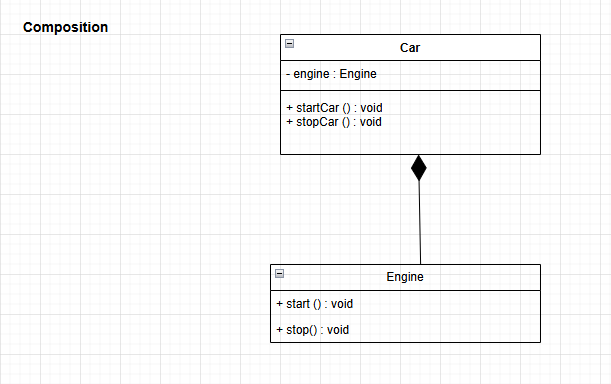 Composition
Car
- engine : Engine
+ startCar () : void
+ stopCar () : void
Engine
+ start () : void
+ stop() : void